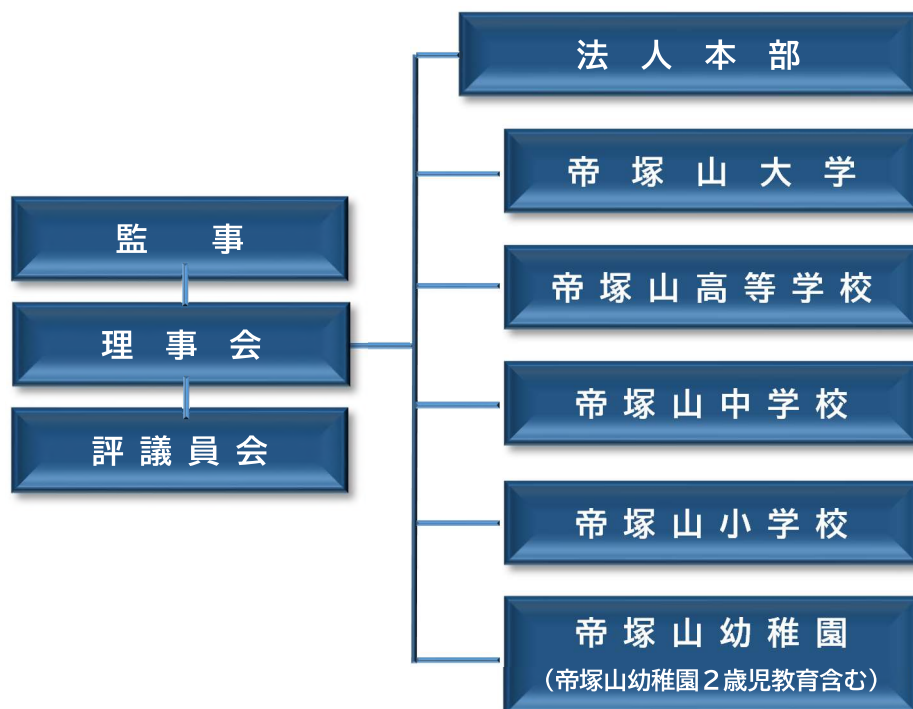 監事
理事会
評議員会
法人本部
帝塚山大学
帝塚山高等学校
帝塚山中学校
帝塚山小学校
帝塚山幼稚園
（帝塚山幼稚園２歳児教育含む）